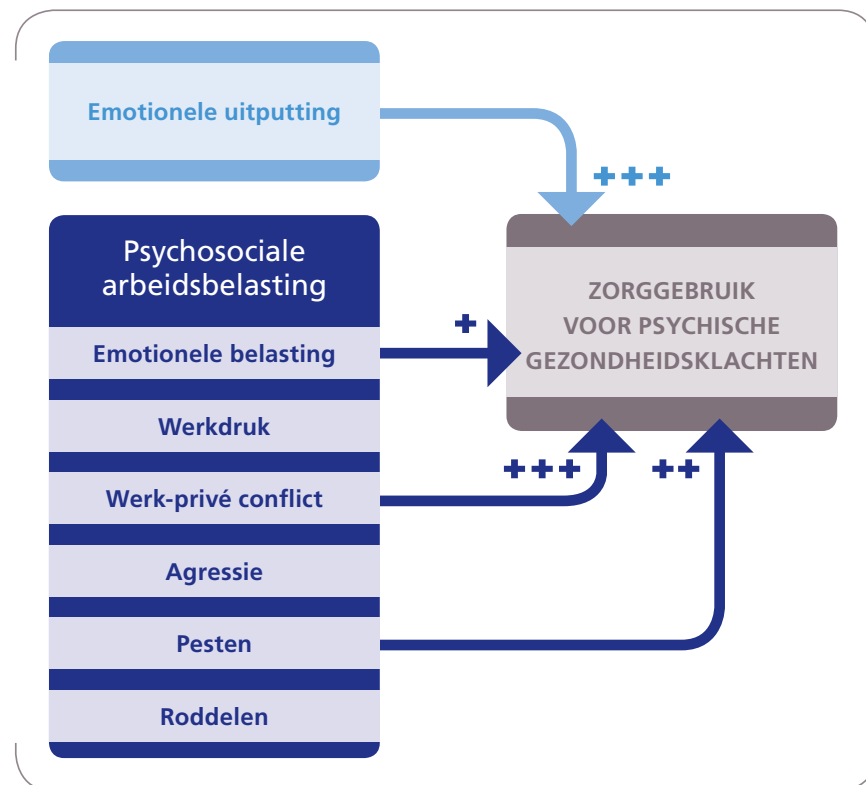 Emotionele uitputting
+++
Psychosociale
arbeidsbelasting
Emotionele belasting
+
ZORGGEBRUIK
VOOR PSYCHISCHE
GEZONDHEIDSKLACHTEN
Werkdruk
Werk-privé conflict
+++
++
Agressie
Pesten
Roddelen